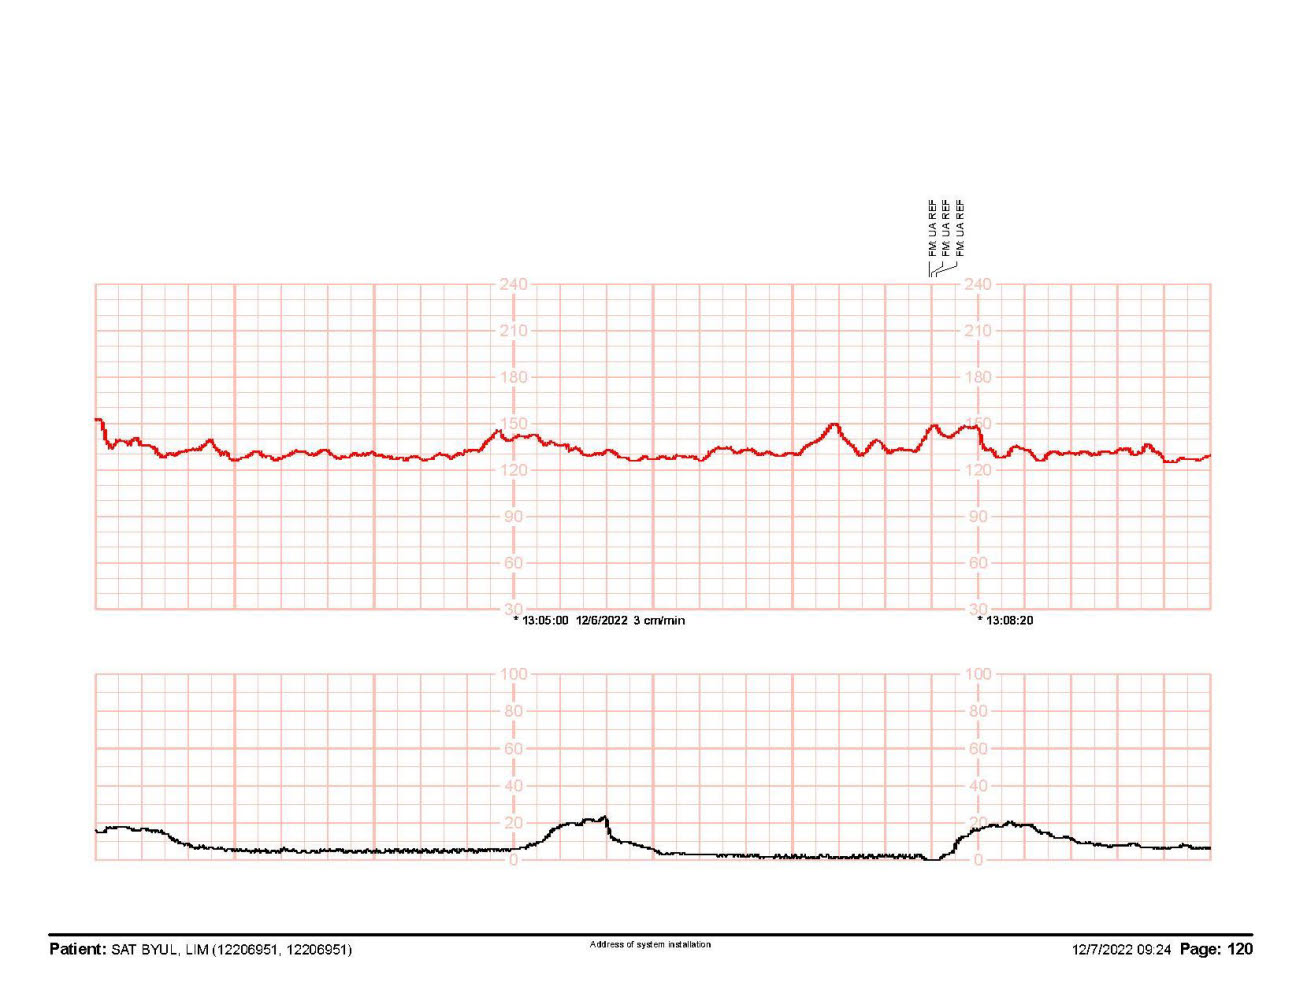 FM: UA REF
FM: UA REF
FM: UA REF
240 240
210 210
180 180
150 150
120 120
90 90
60 60
30 30
* 13:05:00 12/6/2022 3 cm/min * 13:08:20
100 100
80 80
60 60
40 40
20 20
0 0
Patient: SAT BYUL, LIM (12206951, 12206951) Address of system installation 12/7/2022 09:24 Page: 120